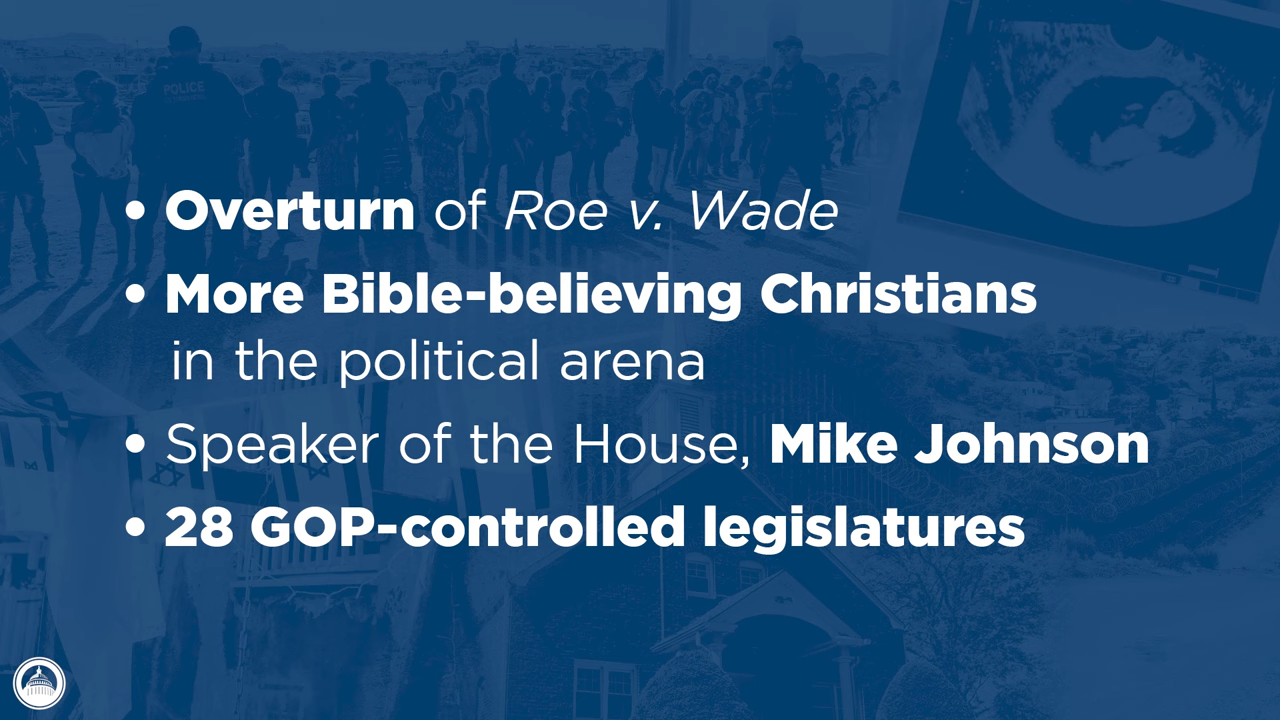 POLICE
• Overturn of Roe v. Wade
• More Bible-believing Christians
in the political arena
• Speaker of the House, Mike Johnson
• 28 GOP-controlled legislatures